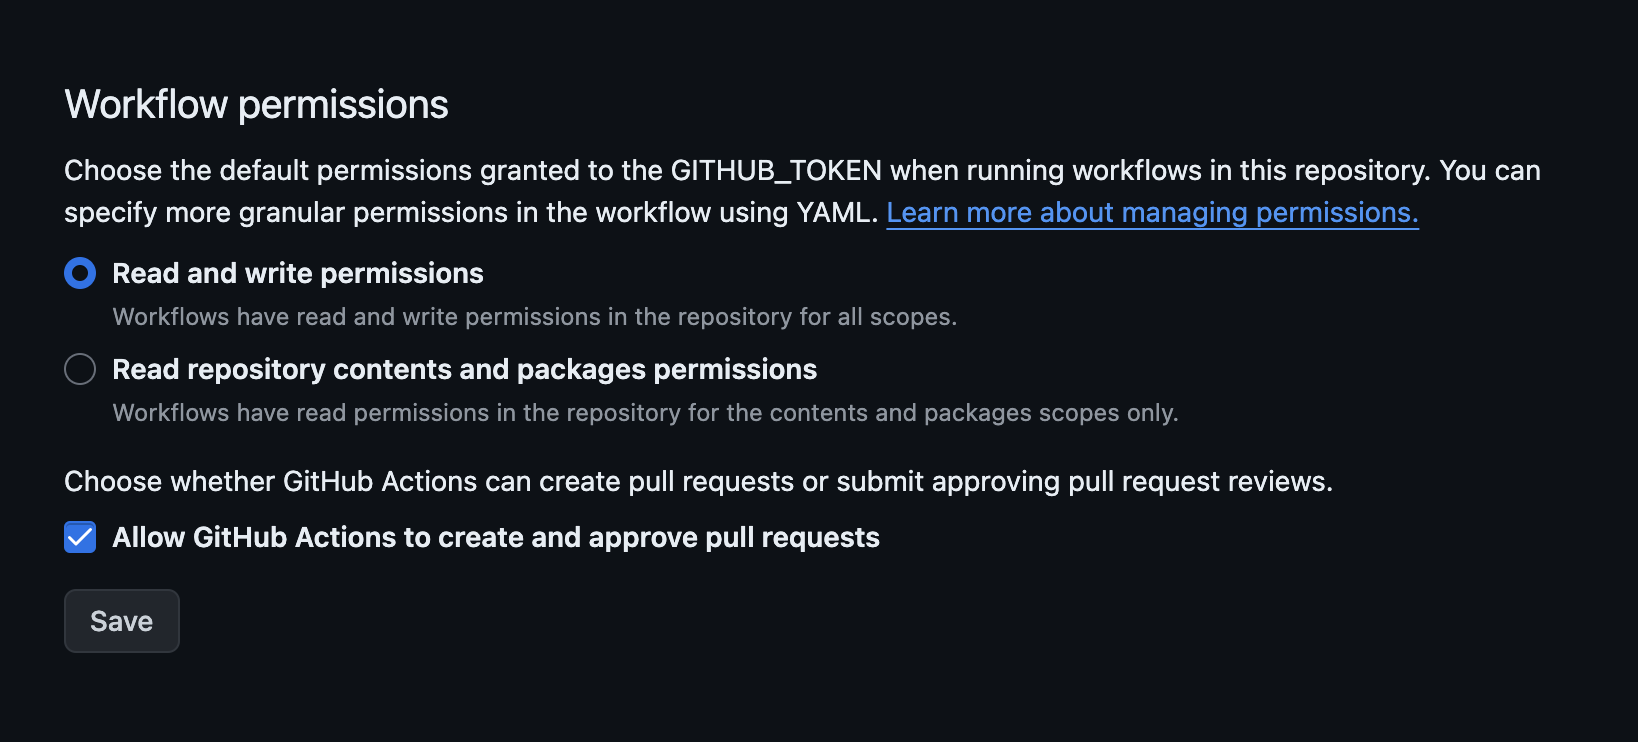 Workflow permissions
Choose the default permissions granted to the GITHUB_TOKEN when running workflows in this repository. You can
specify more granular permissions in the workflow using YAML. Learn more about managing permissions.
Read and write permissions
Workflows have read and write permissions in the repository for all scopes.
Read repository contents and packages permissions
Workflows have read permissions in the repository for the contents and packages scopes only.
Choose whether GitHub Actions can create pull requests or submit approving pull request reviews.
Allow GitHub Actions to create and approve pull requests
Save